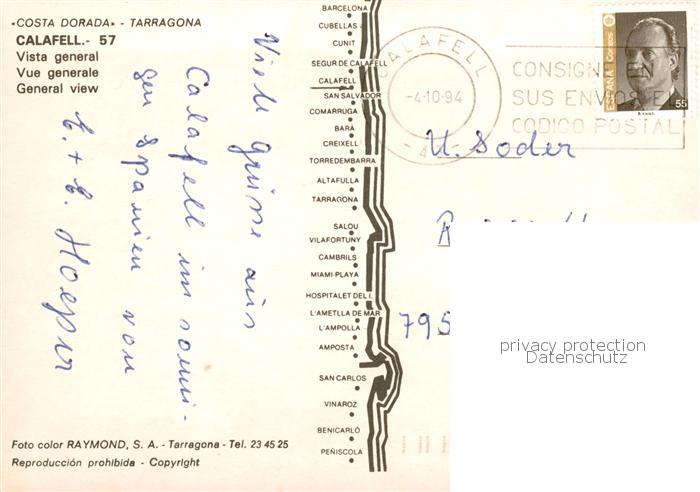 «COSTA DORADA» - TARRAGONA
CALAFELL.- 57
Vista general
Vue generale
General view
Viele Grüsse aus
Calafell im sonni-
gen Spanien von
E. + E.
BARCELONA
CUBELLAS
CUNIT
SEGUR DE CALAFELL
CALAFELL
SAN SALVADOR
COMARRUGA
BARÁ
CREIXELL
TORREDEMBARRA
ALTAFULLA
TARRAGONA
SALOU
VILAFORTUNY
CAMBRILS
MIAMI-PLAYA
HOSPITALET DEL I.
L'AMETLLA DE MAR
L'AMPOLLA
AMPOSTA
SAN CARLOS
VINAROZ
BENICARLÓ
PEÑISCOLA
CALAFELL
-4-10-94
CONSIGNE EN
SUS ENVIOS EL
CODIGO POSTAL
ESPAÑA Correos
55
U. Soder
795
privacy protection
Datenschutz
Foto color RAYMOND, S. A. - Tarragona - Tel. 23 45 25
Reproducción prohibida - Copyright